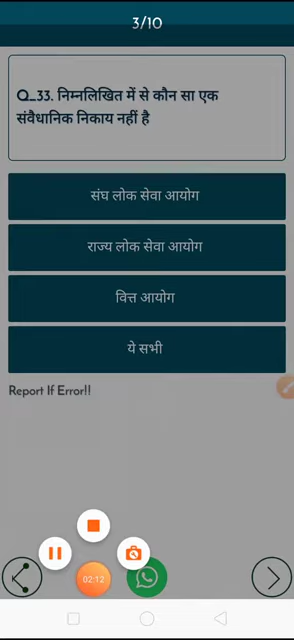 3/10
Q_33. निम्नलिखित में से कौन सा एक
संवैधानिक निकाय नहीं है
संघ लोक सेवा आयोग
राज्य लोक सेवा आयोग
वित्त आयोग
ये सभी
Report If Error!!
02:12